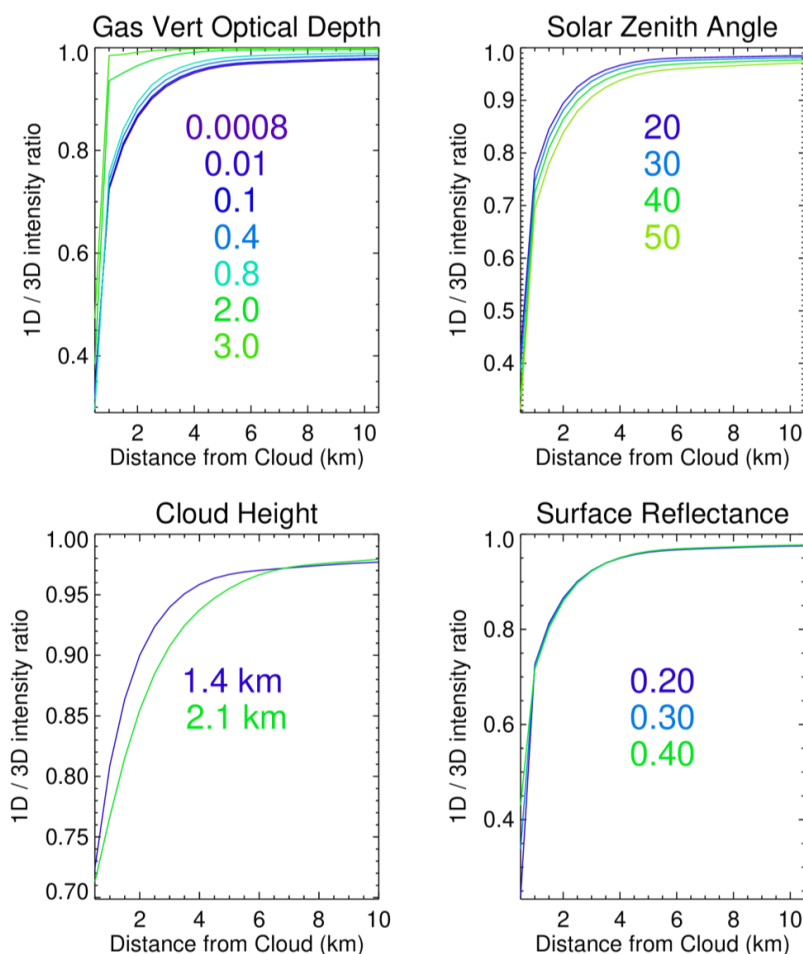 Gas Vert Optical Depth
1.0
0.8
0.6
0.4
1D / 3D intensity ratio
0.0008
0.01
0.1
0.4
0.8
2.0
3.0
2 4 6 8 10
Distance from Cloud (km)
Solar Zenith Angle
1.0
0.9
0.8
0.7
0.6
0.5
0.4
1D / 3D intensity ratio
20
30
40
50
2 4 6 8 10
Distance from Cloud (km)
Cloud Height
1.00
0.95
0.90
0.85
0.80
0.75
0.70
1D / 3D intensity ratio
1.4 km
2.1 km
2 4 6 8 10
Distance from Cloud (km)
Surface Reflectance
1.0
0.8
0.6
0.4
1D / 3D intensity ratio
0.20
0.30
0.40
2 4 6 8 10
Distance from Cloud (km)